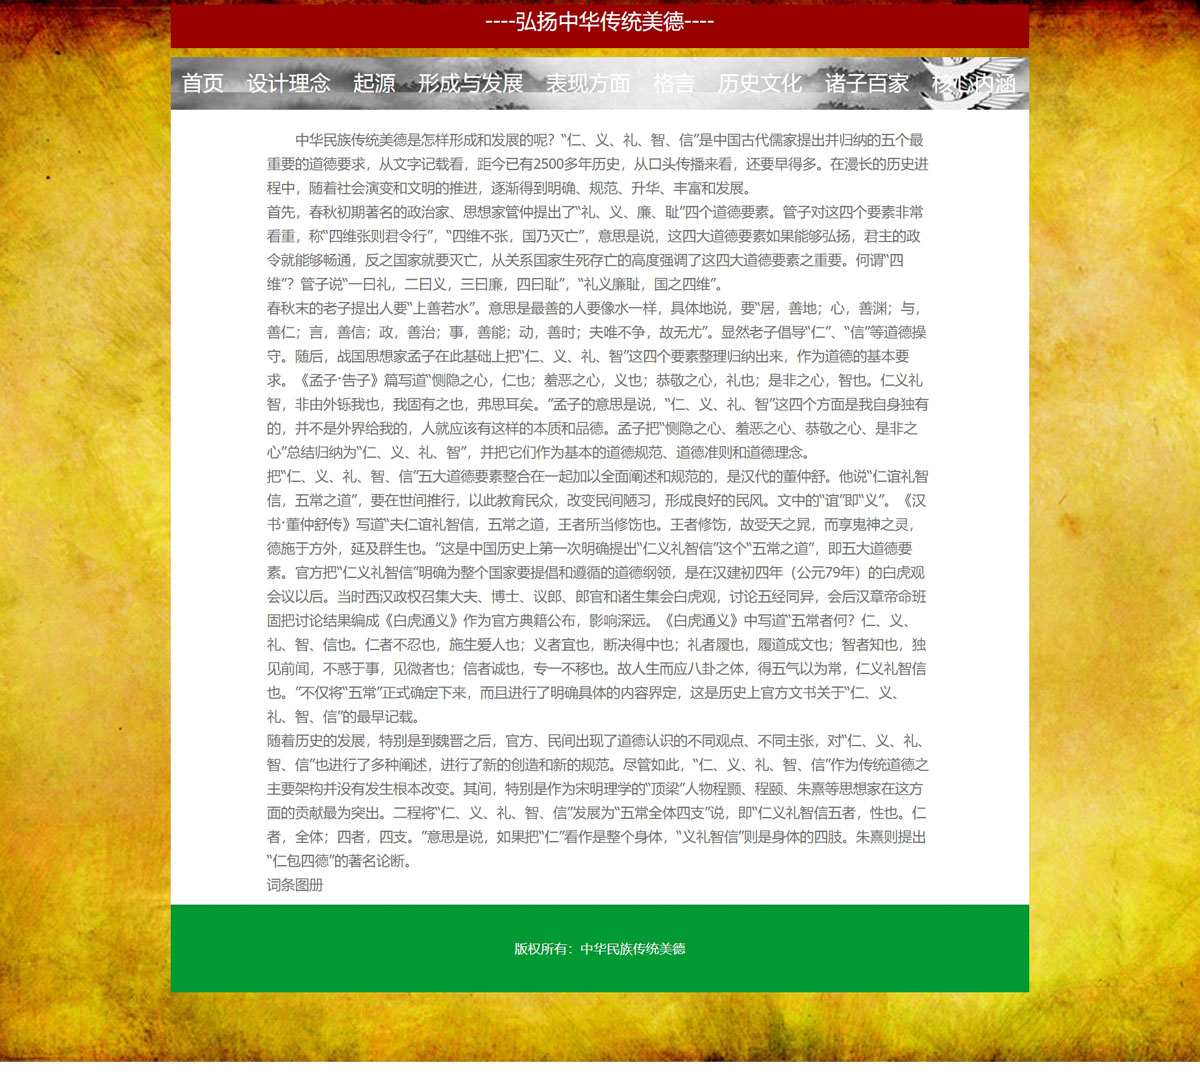 ----弘扬中华传统美德----
首页 设计理念 起源 形成与发展 表现方面 格言 历史文化 诸子百家 核心内涵
中华民族传统美德是怎样形成和发展的呢？“仁、义、礼、智、信”是中国古代儒家提出并归纳的五个最
重要的道德要求，从文字记载看，距今已有2500多年历史，从口头传播来看，还要早得多。在漫长的历史进
程中，随着社会演变和文明的推进，逐渐得到明确、规范、升华、丰富和发展。
首先，春秋初期著名的政治家、思想家管仲提出了“礼、义、廉、耻”四个道德要素。管子对这四个要素非常
看重，称“四维张则君令行”，“四维不张，国乃灭亡”，意思是说，这四大道德要素如果能够弘扬，君主的政
令就能够畅通，反之国家就要灭亡，从关系国家生死存亡的高度强调了这四大道德要素之重要。何谓“四
维”？管子说“一曰礼，二曰义，三曰廉，四曰耻”，“礼义廉耻，国之四维”。
春秋末的老子提出人要“上善若水”。意思是最善的人要像水一样，具体地说，要“居，善地；心，善渊；与，
善仁；言，善信；政，善治；事，善能；动，善时；夫唯不争，故无尤”。显然老子倡导“仁”、“信”等道德操
守。随后，战国思想家孟子在此基础上把“仁、义、礼、智”这四个要素整理归纳出来，作为道德的基本要
求。《孟子·告子》篇写道“恻隐之心，仁也；羞恶之心，义也；恭敬之心，礼也；是非之心，智也。仁义礼
智，非由外铄我也，我固有之也，弗思耳矣。”孟子的意思是说，“仁、义、礼、智”这四个方面是我自身独有
的，并不是外界给我的，人就应该有这样的本质和品德。孟子把“恻隐之心、羞恶之心、恭敬之心、是非之
心”总结归纳为“仁、义、礼、智”，并把它们作为基本的道德规范、道德准则和道德理念。
把“仁、义、礼、智、信”五大道德要素整合在一起加以全面阐述和规范的，是汉代的董仲舒。他说“仁谊礼智
信，五常之道”，要在世间推行，以此教育民众，改变民间陋习，形成良好的民风。文中的“谊”即“义”。《汉
书·董仲舒传》写道“夫仁谊礼智信，五常之道，王者所当修饬也。王者修饬，故受天之晁，而享鬼神之灵，
德施于方外，延及群生也。”这是中国历史上第一次明确提出“仁义礼智信”这个“五常之道”，即五大道德要
素。官方把“仁义礼智信”明确为整个国家要提倡和遵循的道德纲领，是在汉建初四年（公元79年）的白虎观
会议以后。当时西汉政权召集大夫、博士、议郎、郎官和诸生集会白虎观，讨论五经同异，会后汉章帝命班
固把讨论结果编成《白虎通义》作为官方典籍公布，影响深远。《白虎通义》中写道“五常者何？仁、义、
礼、智、信也。仁者不忍也，施生爱人也；义者宜也，断决得中也；礼者履也，履道成文也；智者知也，独
见前闻，不惑于事，见微者也；信者诚也，专一不移也。故人生而应八卦之体，得五气以为常，仁义礼智信
也。”不仅将“五常”正式确定下来，而且进行了明确具体的内容界定，这是历史上官方文书关于“仁、义、
礼、智、信”的最早记载。
随着历史的发展，特别是到魏晋之后，官方、民间出现了道德认识的不同观点、不同主张，对“仁、义、礼、
智、信”也进行了多种阐述，进行了新的创造和新的规范。尽管如此，“仁、义、礼、智、信”作为传统道德之
主要架构并没有发生根本改变。其间，特别是作为宋明理学的“顶梁”人物程颢、程颐、朱熹等思想家在这方
面的贡献最为突出。二程将“仁、义、礼、智、信”发展为“五常全体四支”说，即“仁义礼智信五者，性也。仁
者，全体；四者，四支。”意思是说，如果把“仁”看作是整个身体，“义礼智信”则是身体的四肢。朱熹则提出
“仁包四德”的著名论断。
词条图册
版权所有：中华民族传统美德